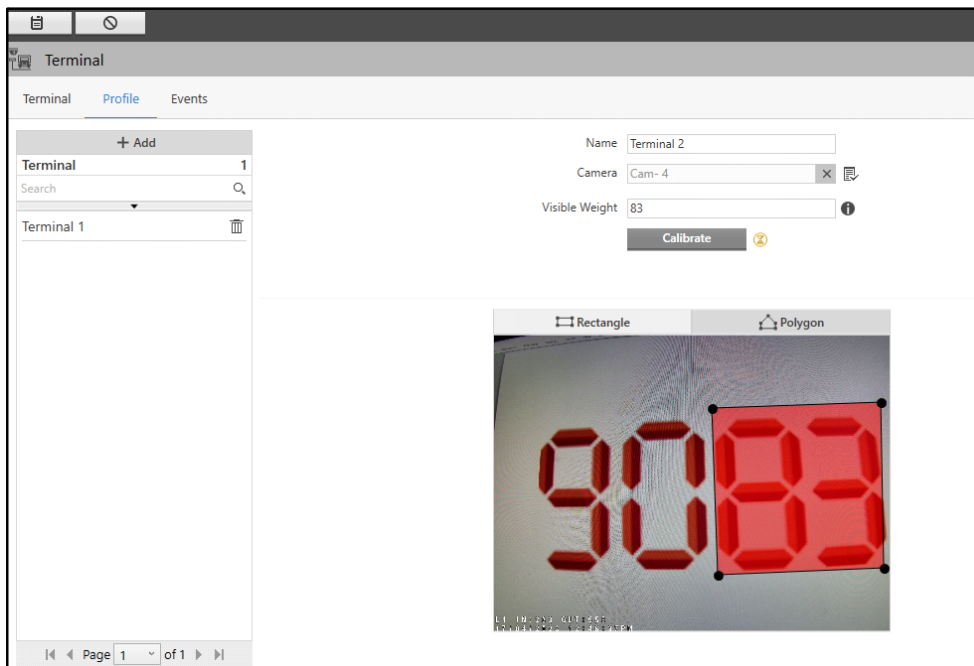 Terminal
Terminal Profile Events
+ Add
Terminal 1
Search
Terminal 1
Page 1 of 1
Name Terminal 2
Camera Cam- 4
Visible Weight 83
Calibrate
Rectangle Polygon
9083